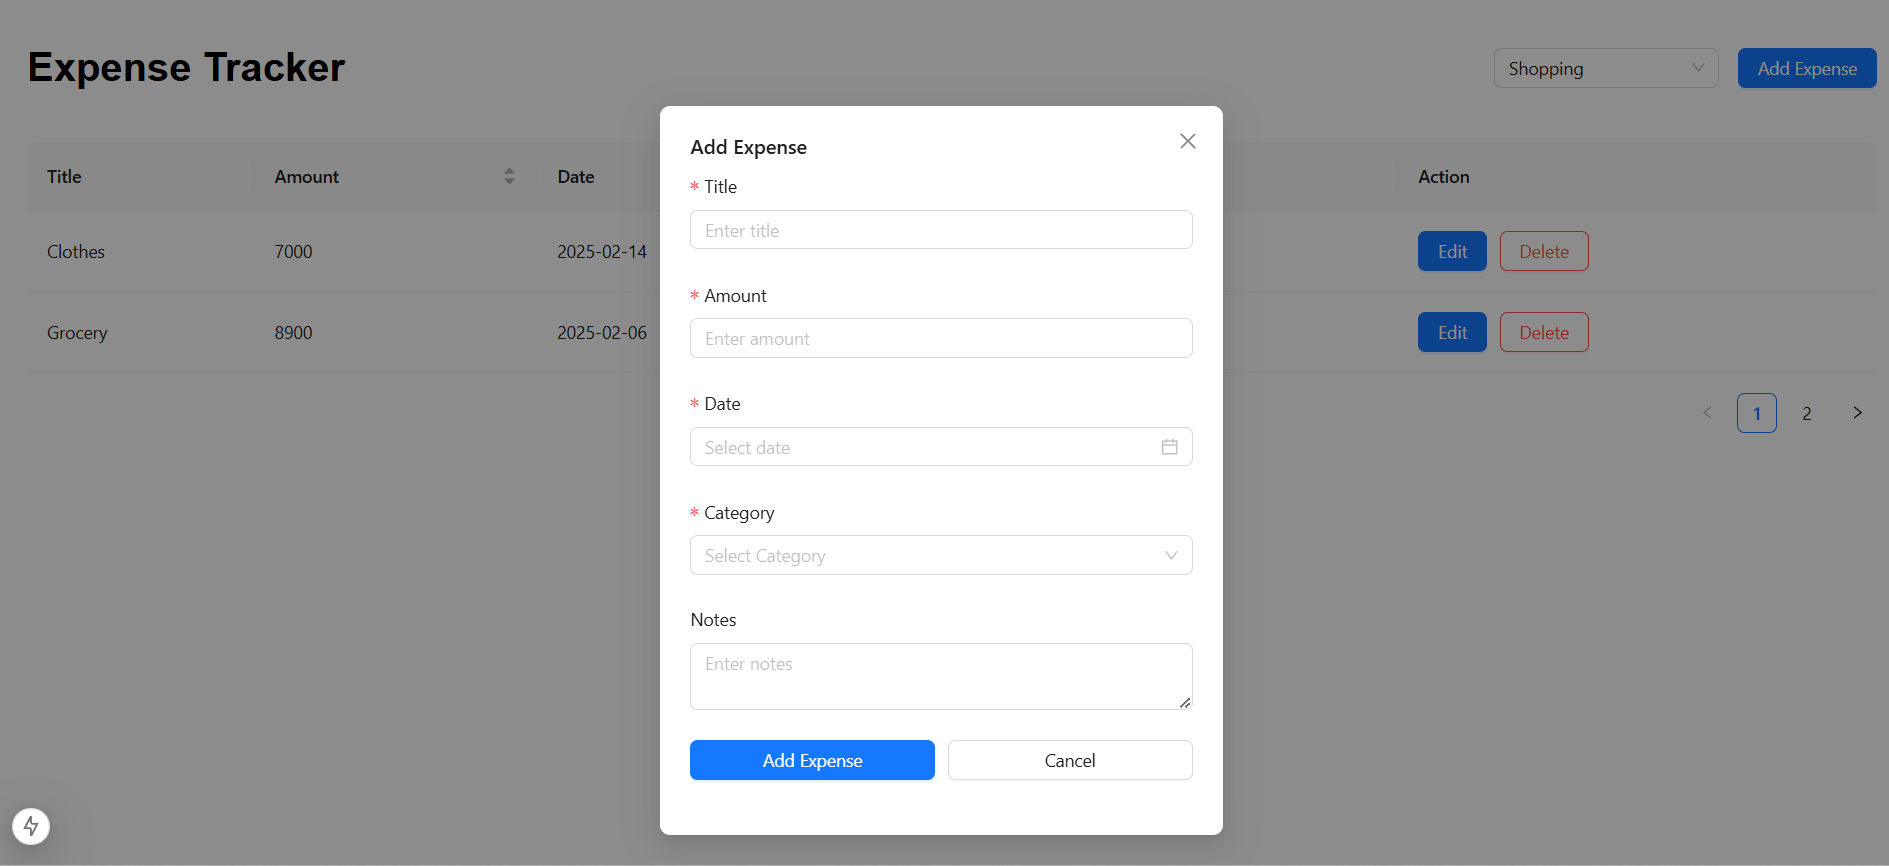 Expense Tracker
Shopping
Add Expense
Title Amount Date Action
Clothes 7000 2025-02-14 Edit Delete
Grocery 8900 2025-02-06 Edit Delete
1 2
Add Expense
* Title
Enter title
* Amount
Enter amount
* Date
Select date
* Category
Select Category
Notes
Enter notes
Add Expense Cancel